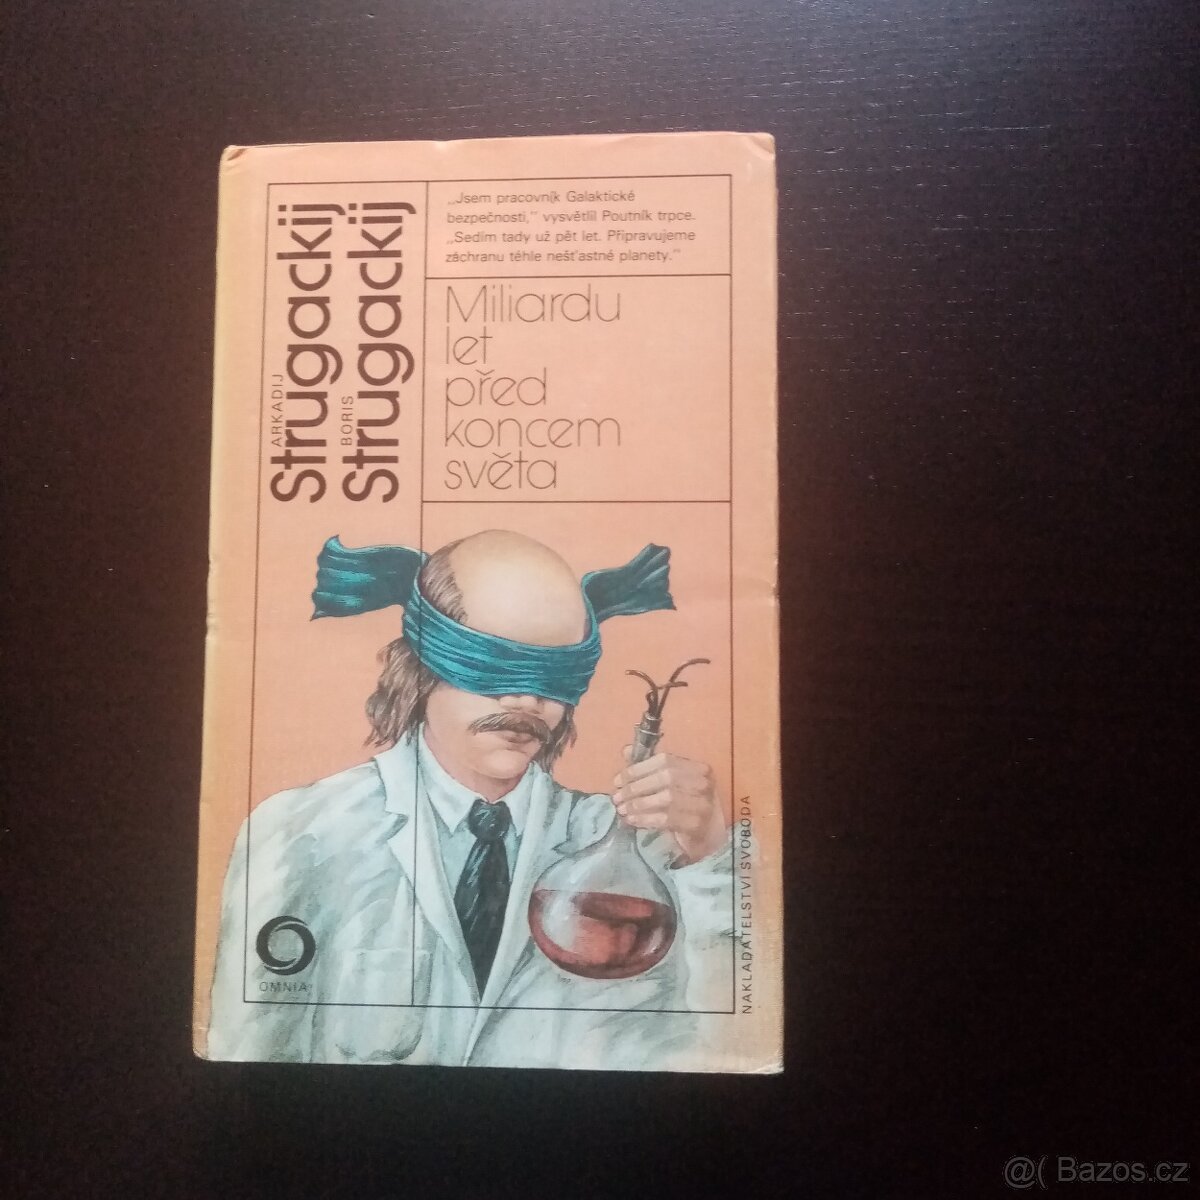 ARKADIJ
Strugackij
BORIS
Strugackij
„Jsem pracovník Galaktické
bezpečnosti,” vysvětlil Poutník trpce.
„Sedím tady už pět let. Připravujeme
záchranu téhle nešťastné planety.”
Miliardu
let
před
koncem
světa
OMNIA
NAKLADATELSTVÍ SVOBODA
@( Bazos.cz